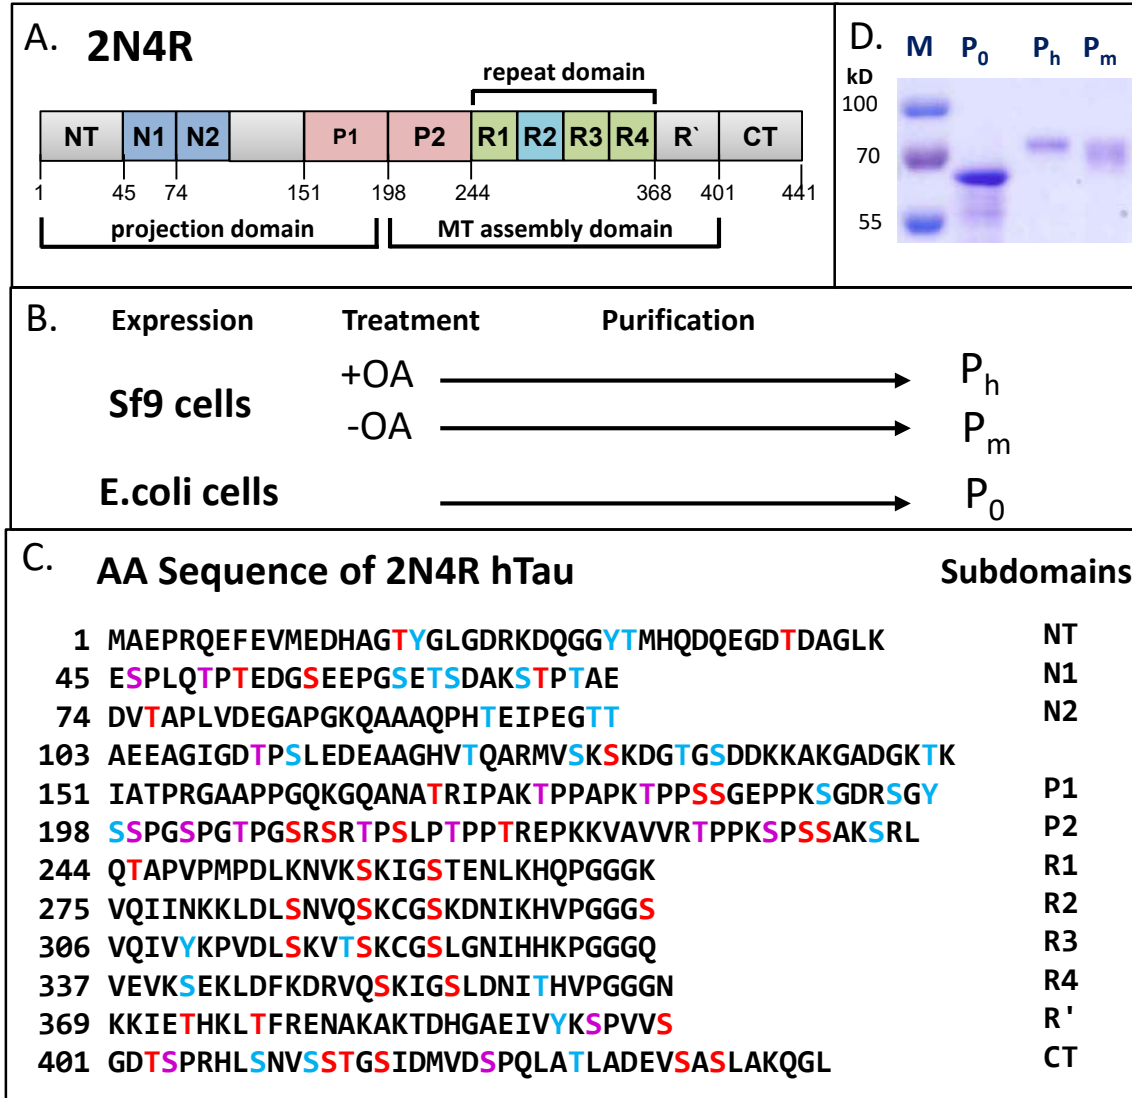 A. 2N4R
repeat domain
NT N1 N2 P1 P2 R1 R2 R3 R4 R` CT
1 45 74 151 198 244 368 401 441
projection domain MT assembly domain
D. M P0 Ph Pm
kD
100
70
55
B. Expression Treatment Purification
Sf9 cells
+OA Ph
-OA Pm
E.coli cells P0
C. AA Sequence of 2N4R hTau Subdomains
1 MAEPRQEFEVMEDHAGTYGLGDRKDQGGYTMHQDQEGDTDAGLK NT
45 ESPLQTPTEDGSEEPGSETSDAKSTPTAE N1
74 DVTAPLVDEGAPGKQAAAQPHTEIPEGTT N2
103 AEEAGIGDTPSLEDEAAGHVTQARMVSKSKDGTGSDDKKAKGADGKTK
151 IATPRGAAPPGQKGQANATRIPAKTPPAPKTPPSSGEPPKSGDRSGY P1
198 SSPGSPGTPGSRSRTPSLPTPPTREPKKVAVVRTPPKSPSSAKSRL P2
244 QTAPVPMPDLKNVKSKIGSTENLKHQPGGGK R1
275 VQIINKKLDLSNVQSKCGSKDNIKHVPGGGS R2
306 VQIVYKPVDLSKVTSKCGSLGNIHHKPGGGQ R3
337 VEVKSEKLDFKDRVQSKIGSLDNITHVPGGGN R4
369 KKIETHKLTFRENAKAKTDHGAEIVYKSPVVS R'
401 GDTSPRHLSNVSSTGSIDMVDSPQLATLADEVSASLAKQGL CT